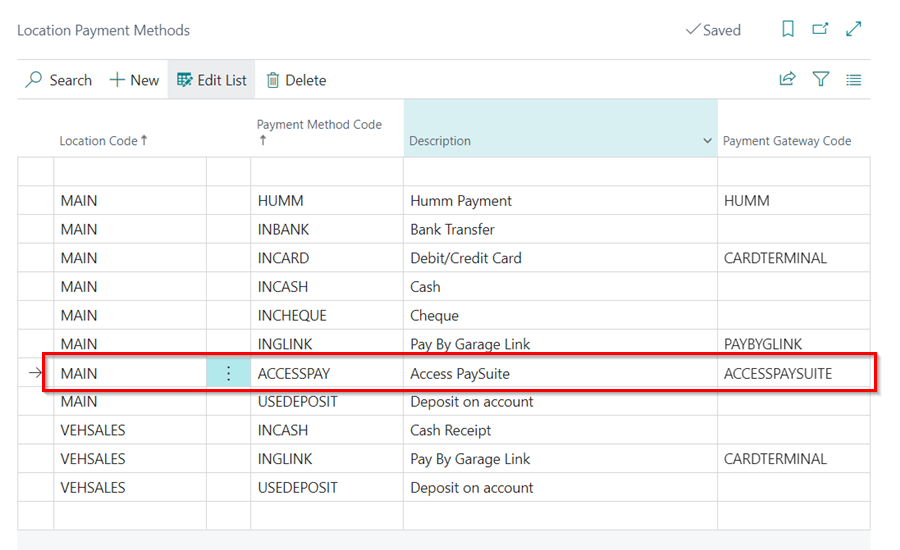 Location Payment Methods
Saved
Search New Edit List Delete
Location Code Payment Method Code Description Payment Gateway Code
MAIN HUMM Humm Payment HUMM
MAIN INBANK Bank Transfer
MAIN INCARD Debit/Credit Card CARDTERMINAL
MAIN INCASH Cash
MAIN INCHEQUE Cheque
MAIN INGLINK Pay By Garage Link PAYBYGLINK
MAIN ACCESSPAY Access PaySuite ACCESSPAYSUITE
MAIN USEDEPOSIT Deposit on account
VEHSALES INCASH Cash Receipt
VEHSALES INGLINK Pay By Garage Link CARDTERMINAL
VEHSALES USEDEPOSIT Deposit on account